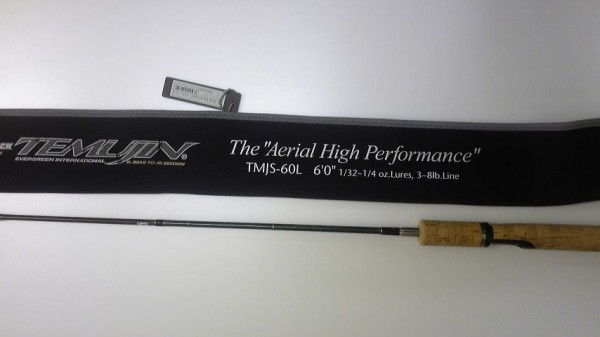 CK
TEMUJIN®
EVERGREEN INTERNATIONAL
The "Aerial High Performance"
TMJS-60L 6'0" 1/32~1/4 oz.Lures, 3~8lb.Line